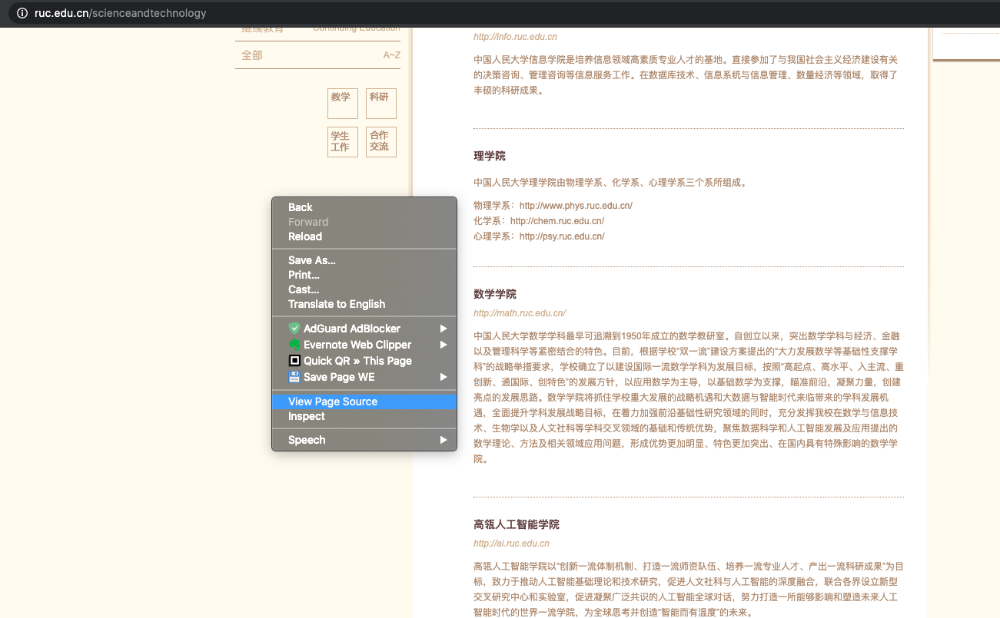 ruc.edu.cn/scienceandtechnology
继续教育 Continuing Education
全部 A~Z
教学 科研
学生
工作
合作
交流
Back
Forward
Reload
Save As...
Print...
Cast...
Translate to English
AdGuard AdBlocker
Evernote Web Clipper
Quick QR » This Page
Save Page WE
View Page Source
Inspect
Speech
http://info.ruc.edu.cn
中国人民大学信息学院是培养信息领域高素质专业人才的基地。直接参加了与我国社会主义经济建设有关
的决策咨询、管理咨询等信息服务工作。在数据库技术、信息系统与信息管理、数量经济等领域，取得了
丰硕的科研成果。
理学院
中国人民大学理学院由物理学系、化学系、心理学系三个系所组成。
物理学系：http://www.phys.ruc.edu.cn/
化学系：http://chem.ruc.edu.cn/
心理学系：http://psy.ruc.edu.cn/
数学学院
http://math.ruc.edu.cn/
中国人民大学数学学科最早可追溯到1950年成立的数学教研室。自创立以来，突出数学学科与经济、金融
以及管理科学等紧密结合的特色。目前，根据学校“双一流”建设方案提出的“大力发展数学等基础性支撑学
科”的战略举措要求，学校确立了以建设国际一流数学学科为发展目标，按照“高起点、高水平、入主流、重
创新、通国际、创特色”的发展方针，以应用数学为主导，以基础数学为支撑，瞄准前沿，凝聚力量，创建
亮点的发展思路。数学学院将抓住学校重大发展的战略机遇和大数据与智能时代来临带来的学科发展机
遇，全面提升学科发展战略目标，在着力加强前沿基础性研究领域的同时，充分发挥我校在数学与信息技
术、生物学以及人文社科等学科交叉领域的基础和传统优势，聚焦数据科学和人工智能发展及应用提出的
数学理论、方法及相关领域应用问题，形成优势更加明显、特色更加突出、在国内具有特殊影响的数学学
院。
高瓴人工智能学院
http://ai.ruc.edu.cn
高瓴人工智能学院以“创新一流体制机制、打造一流师资队伍、培养一流专业人才、产出一流科研成果”为目
标，致力于推动人工智能基础理论和技术研究，促进人文社科与人工智能的深度融合，联合各界设立新型
交叉研究中心和实验室，促进凝聚广泛共识的人工智能全球对话，努力打造一所能够影响和塑造未来人工
智能时代的世界一流学院，为全球思考并创造“智能而有温度”的未来。